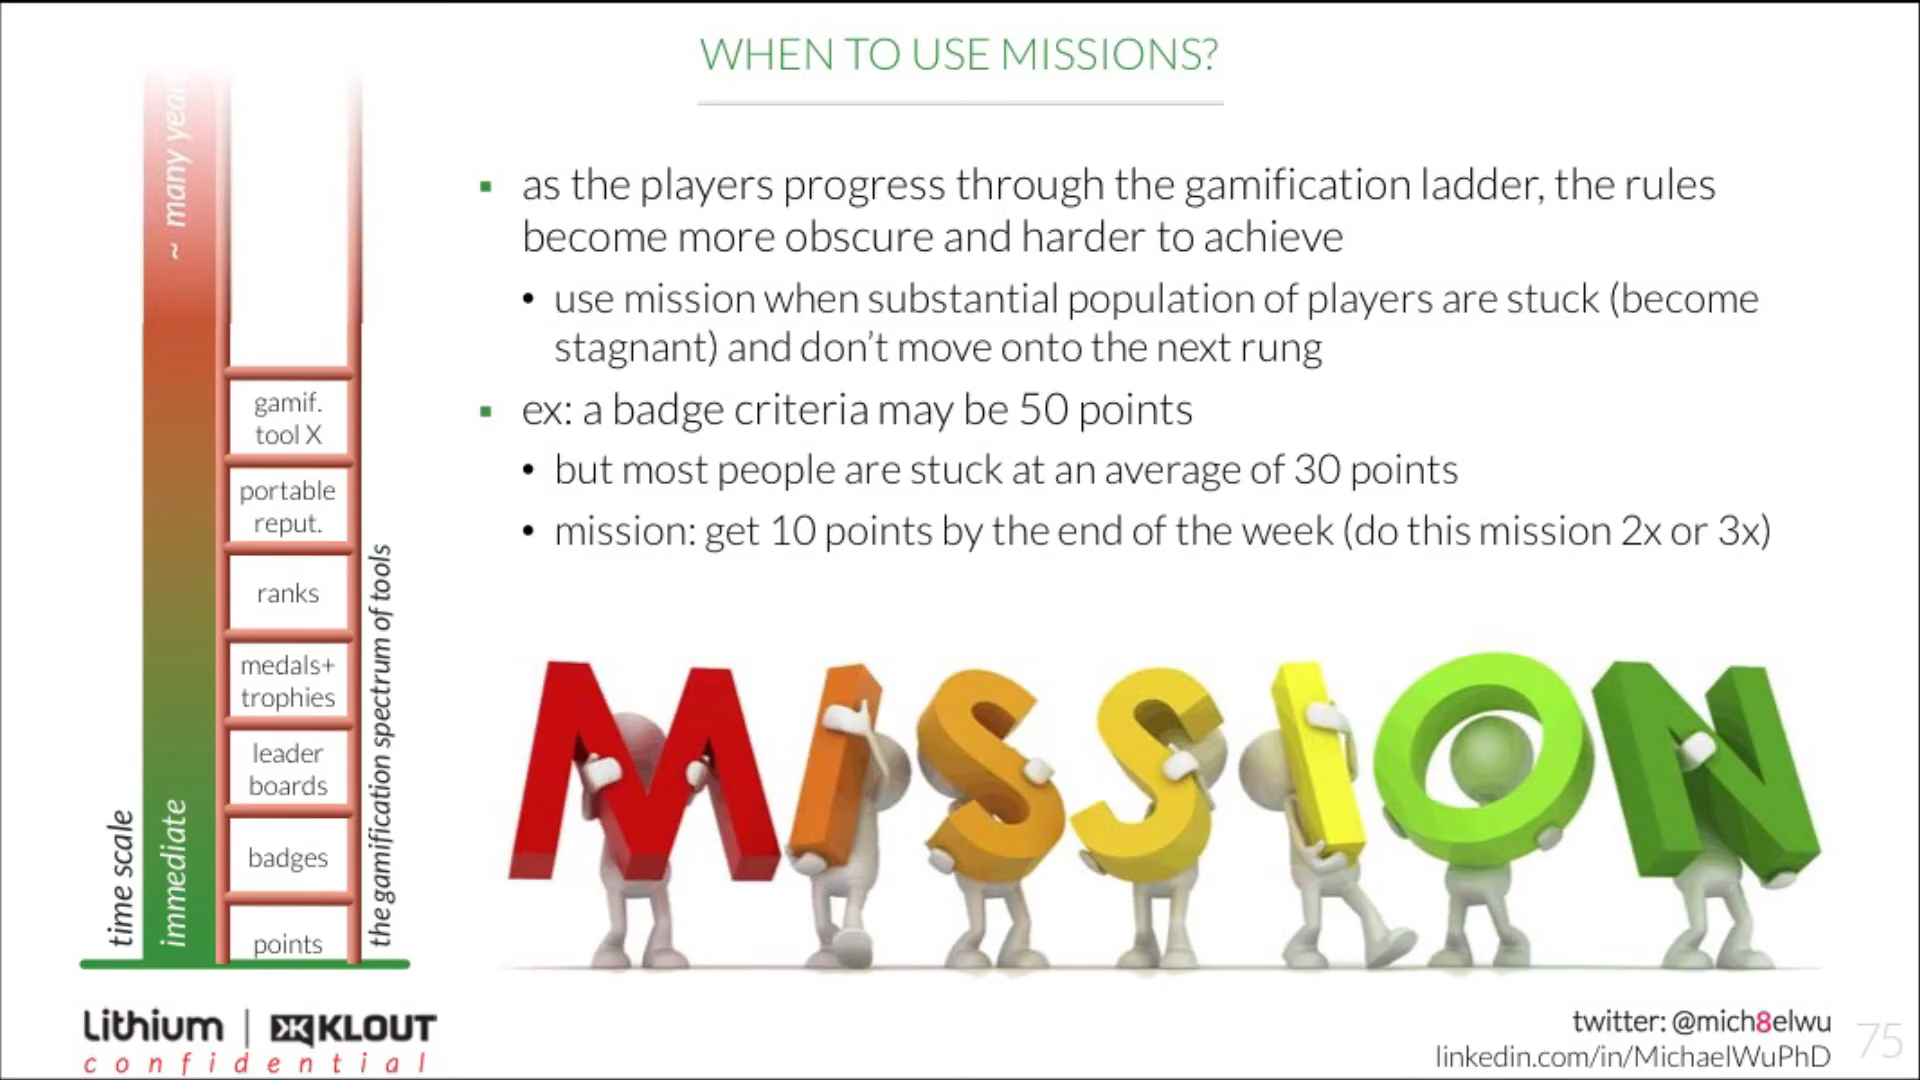 WHEN TO USE MISSIONS?
▪ as the players progress through the gamification ladder, the rules
become more obscure and harder to achieve
• use mission when substantial population of players are stuck (become
stagnant) and don't move onto the next rung
▪ ex: a badge criteria may be 50 points
• but most people are stuck at an average of 30 points
• mission: get 10 points by the end of the week (do this mission 2x or 3x)
time scale
immediate
~ many
gamif.
tool X
portable
reput.
ranks
medals+
trophies
leader
boards
badges
points
the gamification spectrum of tools
MISSION
Lithium | KLOUT
confidential
twitter: @mich8elwu
linkedin.com/in/MichaelWuPhD
75